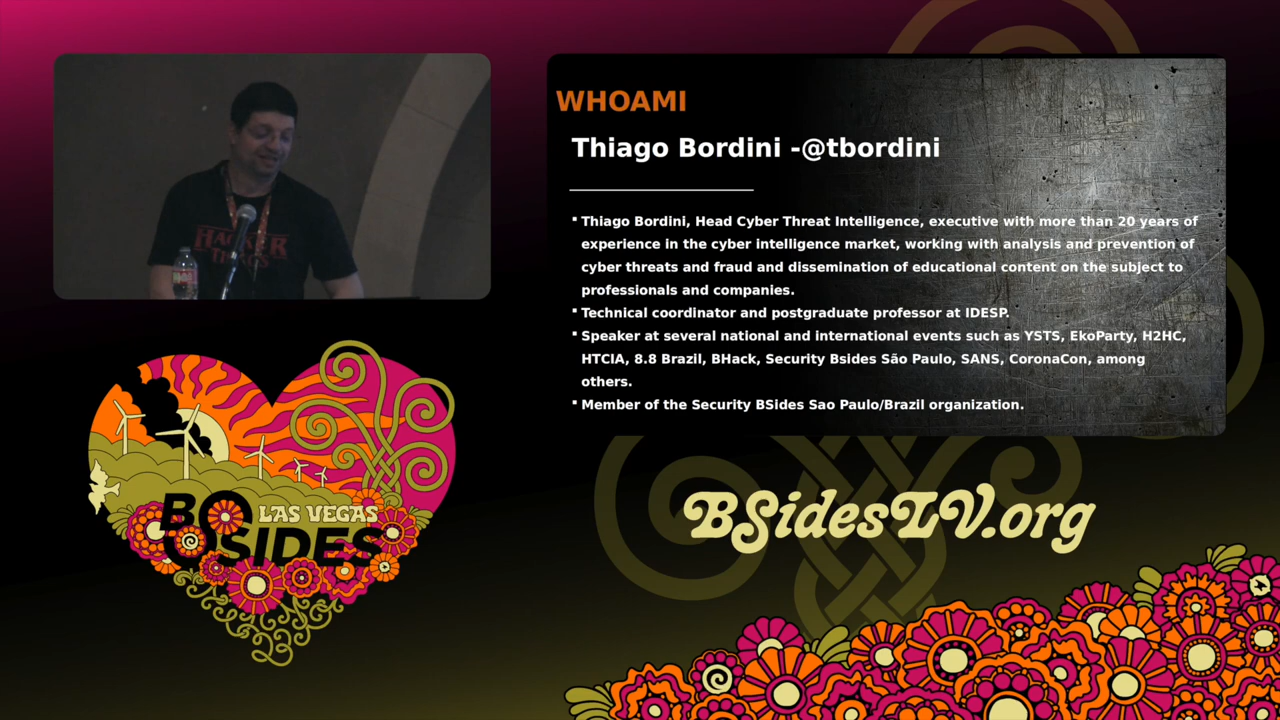 WHOAMI
Thiago Bordini -@tbordini
Thiago Bordini, Head Cyber Threat Intelligence, executive with more than 20 years of
experience in the cyber intelligence market, working with analysis and prevention of
cyber threats and fraud and dissemination of educational content on the subject to
professionals and companies.
Technical coordinator and postgraduate professor at IDESP.
Speaker at several national and international events such as YSTS, EkoParty, H2HC,
HTCIA, 8.8 Brazil, BHack, Security Bsides São Paulo, SANS, CoronaCon, among
others.
Member of the Security BSides Sao Paulo/Brazil organization.
HACKER
THINGS
LAS VEGAS
BSIDES
23
BSidesLV.org